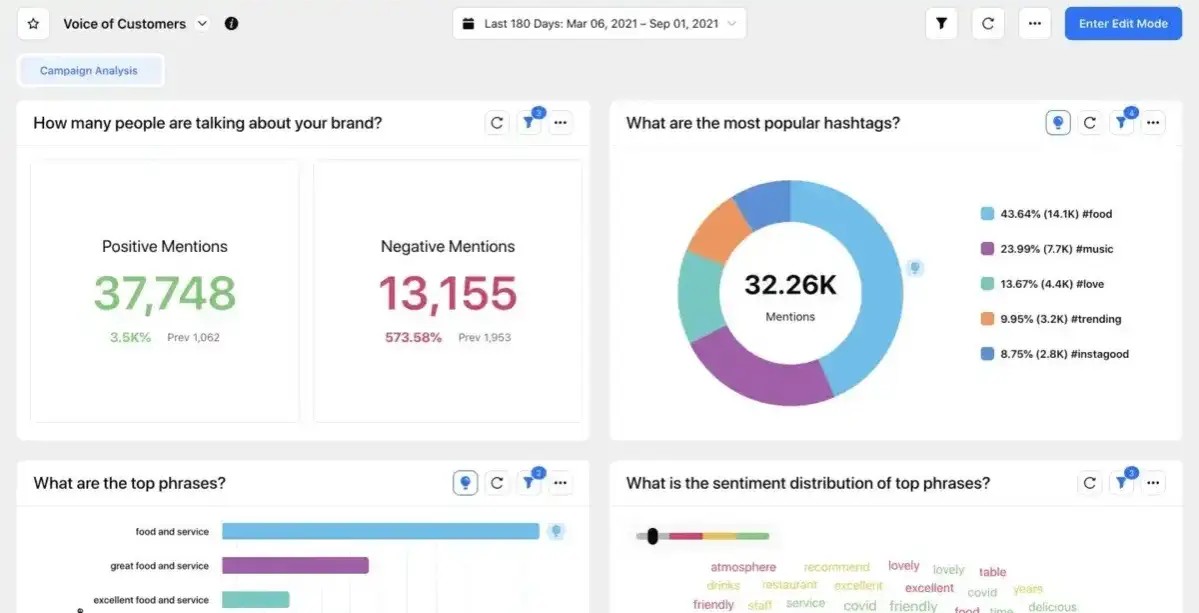 Voice of Customers
Last 180 Days: Mar 06, 2021 – Sep 01, 2021
Enter Edit Mode
Campaign Analysis
How many people are talking about your brand?
3
Positive Mentions
37,748
3.5K% Prev 1,062
Negative Mentions
13,155
573.58% Prev 1,953
What are the most popular hashtags?
4
32.26K
Mentions
43.64% (14.1K) #food
23.99% (7.7K) #music
13.67% (4.4K) #love
9.95% (3.2K) #trending
8.75% (2.8K) #instagood
What are the top phrases?
2
food and service
great food and service
excellent food and service
What is the sentiment distribution of top phrases?
3
atmosphere recommend lovely lovely table
drinks restaurant excellent excellent covid years
friendly staff service covid friendly food time delicious